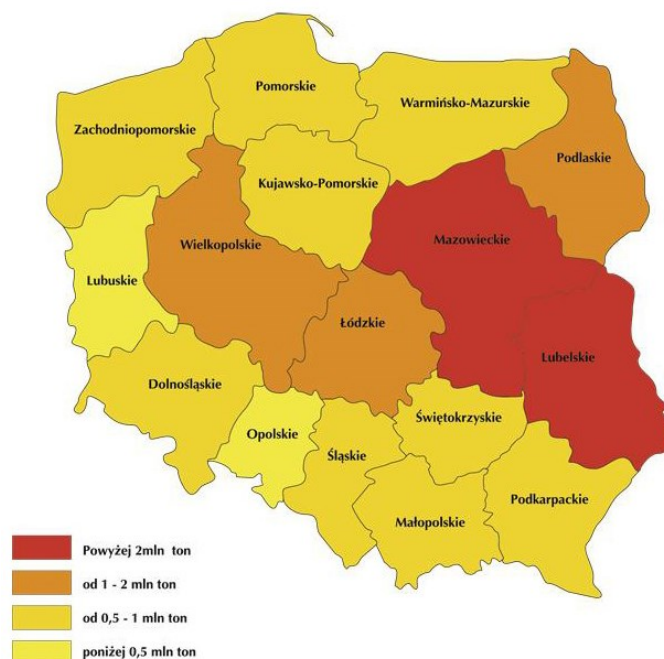 Pomorskie
Warmińsko-Mazurskie
Zachodniopomorskie
Podlaskie
Kujawsko-Pomorskie
Mazowieckie
Wielkopolskie
Lubuskie
Łódzkie
Lubelskie
Dolnośląskie
Świętokrzyskie
Opolskie
Śląskie
Podkarpackie
Małopolskie
Powyżej 2mln ton
od 1 - 2 mln ton
od 0,5 - 1 mln ton
poniżej 0,5 mln ton